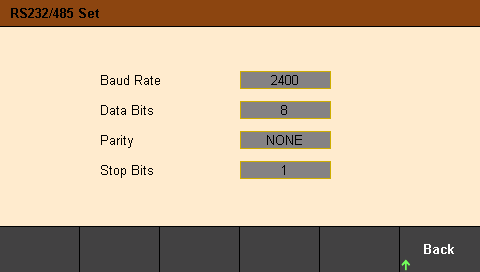 RS232/485 Set
Baud Rate 2400
Data Bits 8
Parity NONE
Stop Bits 1
Back